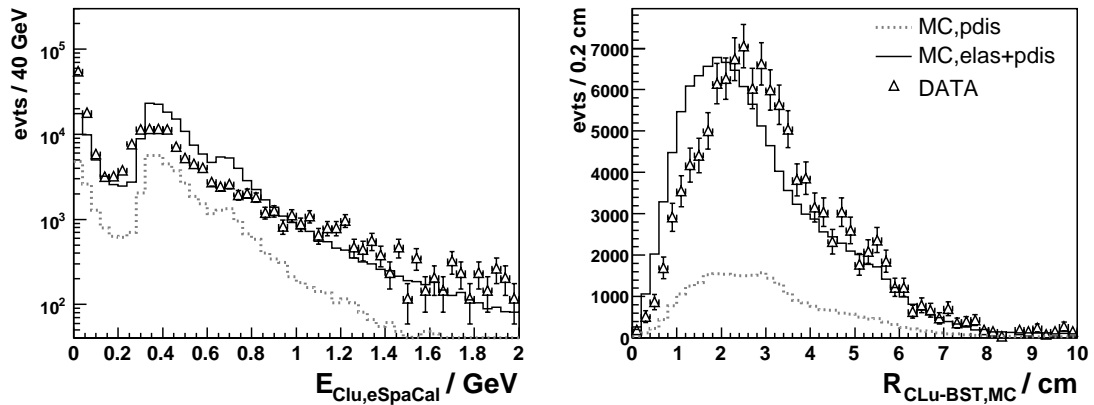 evts / 40 GeV
10^5
10^4
10^3
10^2
0 0.2 0.4 0.6 0.8 1 1.2 1.4 1.6 1.8 2
E_Clu,eSpaCal / GeV
evts / 0.2 cm
7000
6000
5000
4000
3000
2000
1000
0
0 1 2 3 4 5 6 7 8 9 10
R_CLu-BST,MC / cm
MC,pdis
MC,elas+pdis
DATA